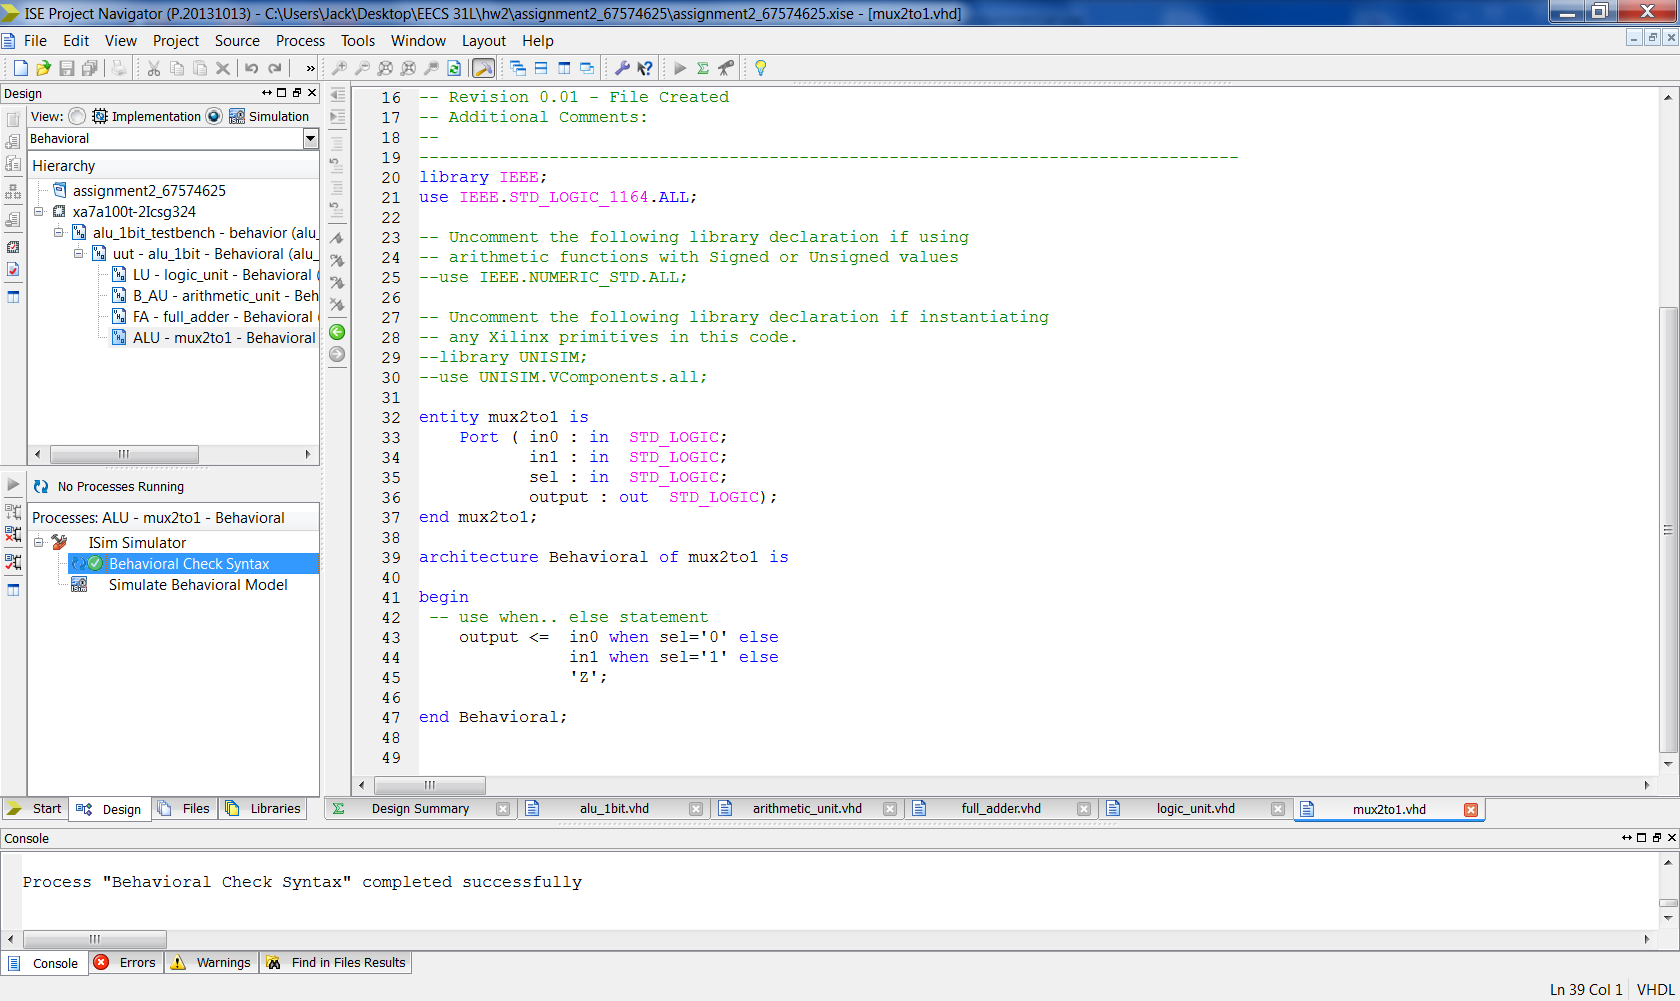 ISE Project Navigator (P.20131013) - C:\Users\Jack\Desktop\EECS 31L\hw2\assignment2_67574625\assignment2_67574625.xise - [mux2to1.vhd]
File Edit View Project Source Process Tools Window Layout Help
Design
View: Implementation Simulation
Behavioral
Hierarchy
assignment2_67574625
xa7a100t-2Icsg324
alu_1bit_testbench - behavior (alu_
uut - alu_1bit - Behavioral (alu_
LU - logic_unit - Behavioral (
B_AU - arithmetic_unit - Beh
FA - full_adder - Behavioral (
ALU - mux2to1 - Behavioral
No Processes Running
Processes: ALU - mux2to1 - Behavioral
ISim Simulator
Behavioral Check Syntax
Simulate Behavioral Model
Start Design Files Libraries
16 -- Revision 0.01 - File Created
17 -- Additional Comments:
18 --
19 ----------------------------------------------------------------------------------
20 library IEEE;
21 use IEEE.STD_LOGIC_1164.ALL;
22
23 -- Uncomment the following library declaration if using
24 -- arithmetic functions with Signed or Unsigned values
25 --use IEEE.NUMERIC_STD.ALL;
26
27 -- Uncomment the following library declaration if instantiating
28 -- any Xilinx primitives in this code.
29 --library UNISIM;
30 --use UNISIM.VComponents.all;
31
32 entity mux2to1 is
33     Port ( in0 : in  STD_LOGIC;
34            in1 : in  STD_LOGIC;
35            sel : in  STD_LOGIC;
36            output : out  STD_LOGIC);
37 end mux2to1;
38
39 architecture Behavioral of mux2to1 is
40
41 begin
42  -- use when.. else statement
43     output <=  in0 when sel='0' else
44                in1 when sel='1' else
45                'Z';
46
47 end Behavioral;
48
49
Design Summary alu_1bit.vhd arithmetic_unit.vhd full_adder.vhd logic_unit.vhd mux2to1.vhd
Console
Process "Behavioral Check Syntax" completed successfully
Console Errors Warnings Find in Files Results
Ln 39 Col 1 VHDL